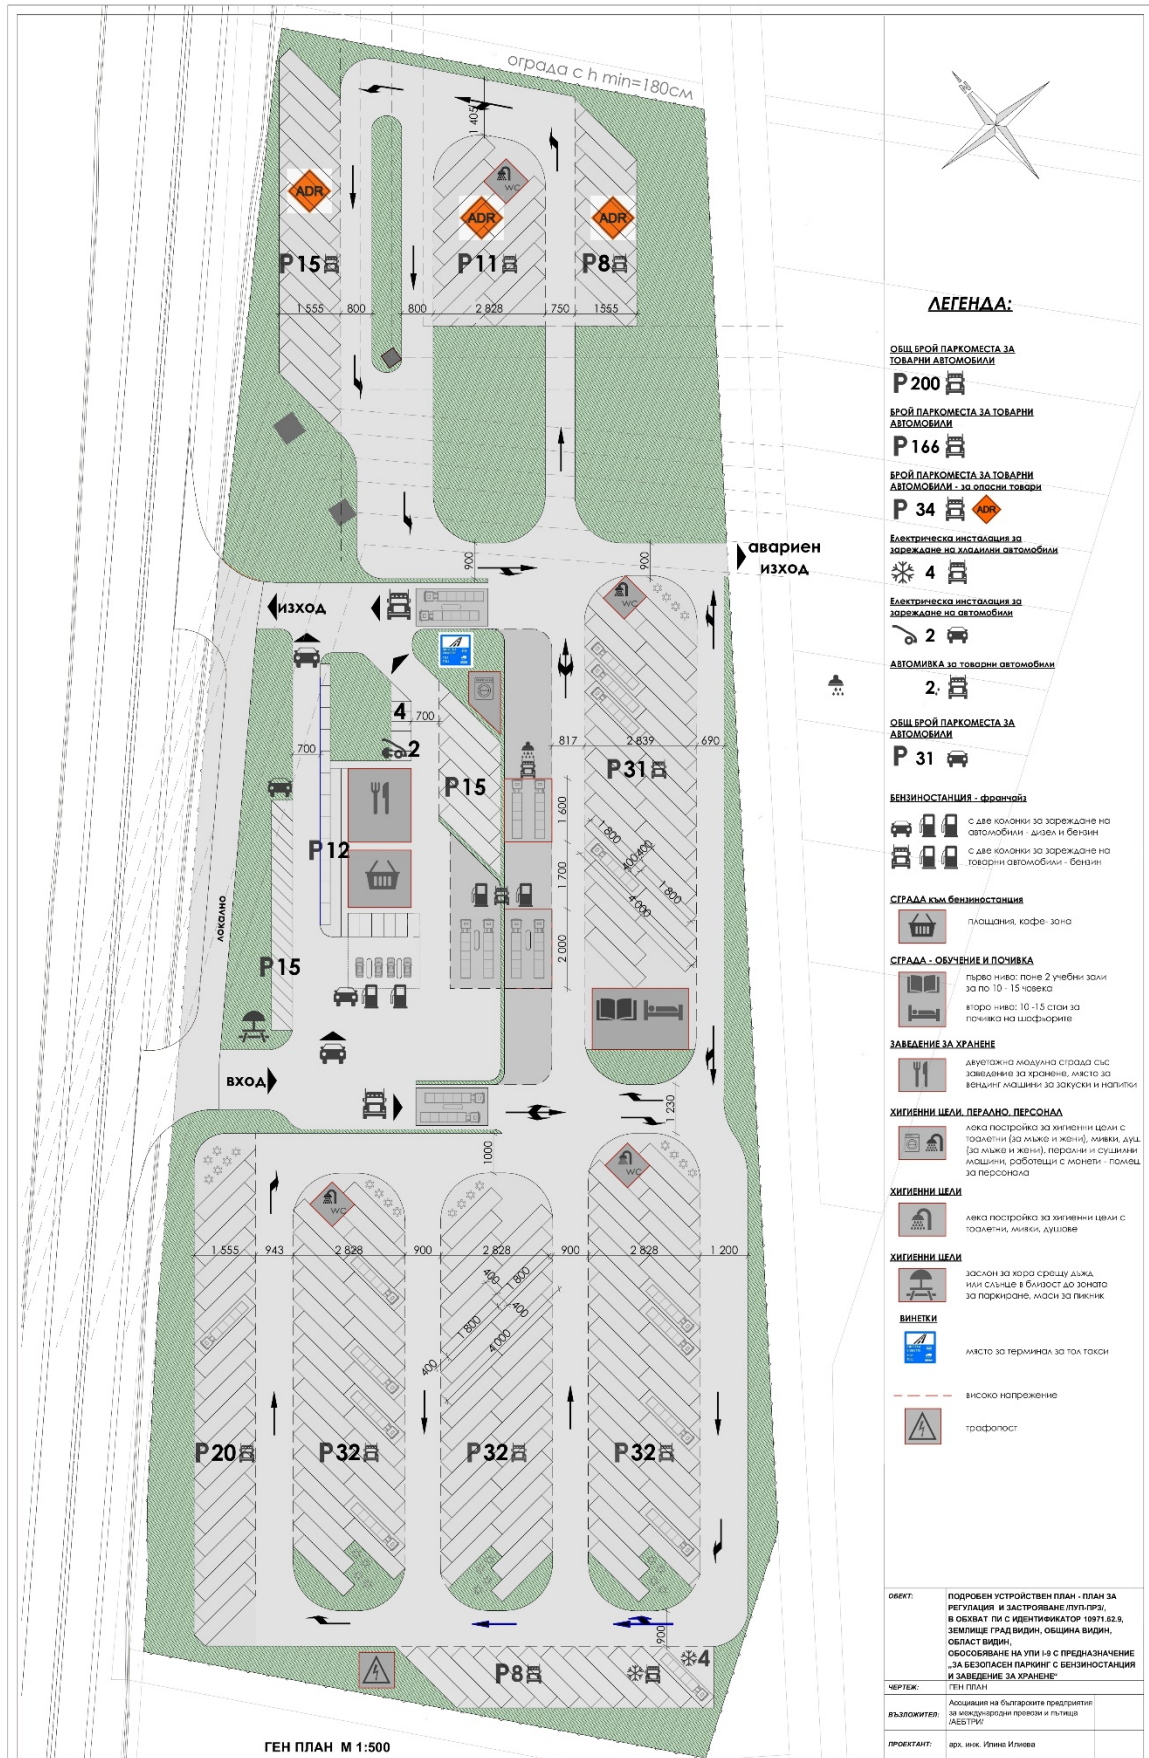 ограда с h min=180см
1 405
WC
ADR
ADR
ADR
P15
P11
P8
1 555
800
800
2 828
750
1555
900
900
авариен
изход
ИЗХОД
WC
4
700
2
700
817
2 839
690
P15
P31
1 600
P12
1 800
400
400
1 700
1 800
4 000
локално
2 000
P15
ВХОД
1 230
1000
WC
WC
1 555
943
2 828
900
2 828
900
2 828
1 200
400
1 800
400
1 800
4 000
400
P20
P32
P32
P32
900
4
P8
ГЕН ПЛАН М 1:500
ЛЕГЕНДА:
ОБЩ БРОЙ ПАРКОМЕСТА ЗА
ТОВАРНИ АВТОМОБИЛИ
P 200
БРОЙ ПАРКОМЕСТА ЗА ТОВАРНИ
АВТОМОБИЛИ
P 166
БРОЙ ПАРКОМЕСТА ЗА ТОВАРНИ
АВТОМОБИЛИ - за опасни товари
P 34 ADR
Електрическа инсталация за
зареждане на хладилни автомобили
4
Електрическа инсталация за
зареждане на автомобили
2
АВТОМИВКА за товарни автомобили
2
ОБЩ БРОЙ ПАРКОМЕСТА ЗА
АВТОМОБИЛИ
P 31
БЕНЗИНОСТАНЦИЯ - франчайз
с две колонки за зареждане на
автомобили - дизел и бензин
с две колонки за зареждане на
товарни автомобили - бензин
СГРАДА към бензиностанция
плащания, кафе- зона
СГРАДА - ОБУЧЕНИЕ И ПОЧИВКА
първо ниво: поне 2 учебни зали
за по 10 - 15 човека
второ ниво: 10 -15 стаи за
почивка на шофьорите
ЗАВЕДЕНИЕ ЗА ХРАНЕНЕ
двуетажна модулна сграда със
заведение за хранене, място за
вендинг машини за закуски и напитки
ХИГИЕННИ ЦЕЛИ, ПЕРАЛНО, ПЕРСОНАЛ
лека постройка за хигиенни цели с
тоалетни (за мъже и жени), мивки, душ
(за мъже и жени), перални и сушилни
машини, работещи с монети - помещ.
за персонала
ХИГИЕННИ ЦЕЛИ
лека постройка за хигиенни цели с
тоалетни, мивки, душове
ХИГИЕННИ ЦЕЛИ
заслон за хора срещу дъжд
или слънце в близост до зоната
за паркиране, маси за пикник
ВИНЕТКИ
място за терминал за тол такси
високо напрежение
трафопост
ОБЕКТ:
ПОДРОБЕН УСТРОЙСТВЕН ПЛАН - ПЛАН ЗА
РЕГУЛАЦИЯ И ЗАСТРОЯВАНЕ /ПУП-ПРЗ/,
В ОБХВАТ ПИ С ИДЕНТИФИКАТОР 10971.62.9,
ЗЕМЛИЩЕ ГРАД ВИДИН, ОБЩИНА ВИДИН,
ОБЛАСТ ВИДИН,
ОБОСОБЯВАНЕ НА УПИ I-9 С ПРЕДНАЗНАЧЕНИЕ
„ЗА БЕЗОПАСЕН ПАРКИНГ С БЕНЗИНОСТАНЦИЯ
И ЗАВЕДЕНИЕ ЗА ХРАНЕНЕ"
ЧЕРТЕЖ: ГЕН ПЛАН
ВЪЗЛОЖИТЕЛ:
Асоциация на българските предприятия
за международни превози и пътища
/АЕБТРИ/
ПРОЕКТАНТ: арх. инж. Илина Илиева